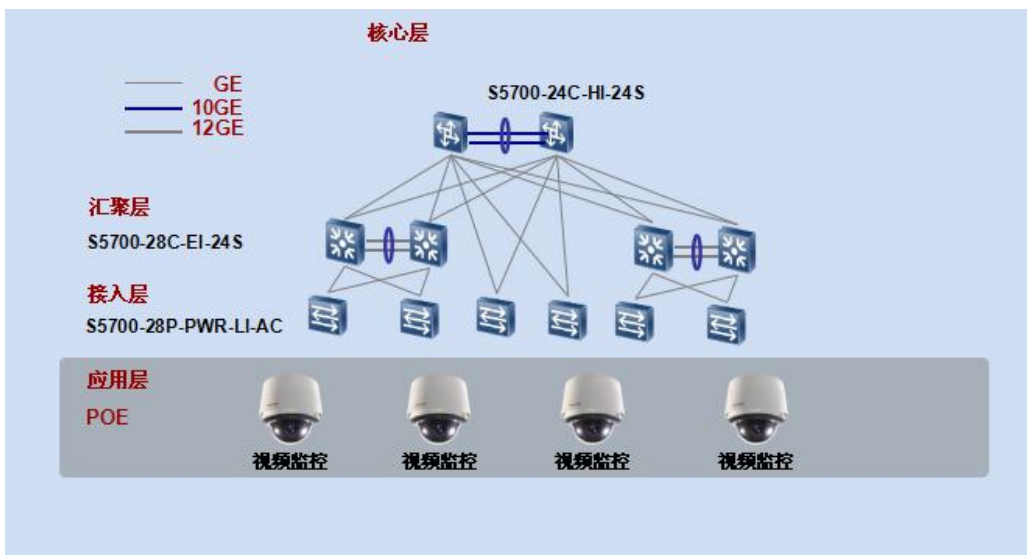 核心层
GE
10GE
12GE
S5700-24C-HI-24S
汇聚层
S5700-28C-EI-24S
接入层
S5700-28P-PWR-LI-AC
应用层
POE
视频监控
视频监控
视频监控
视频监控